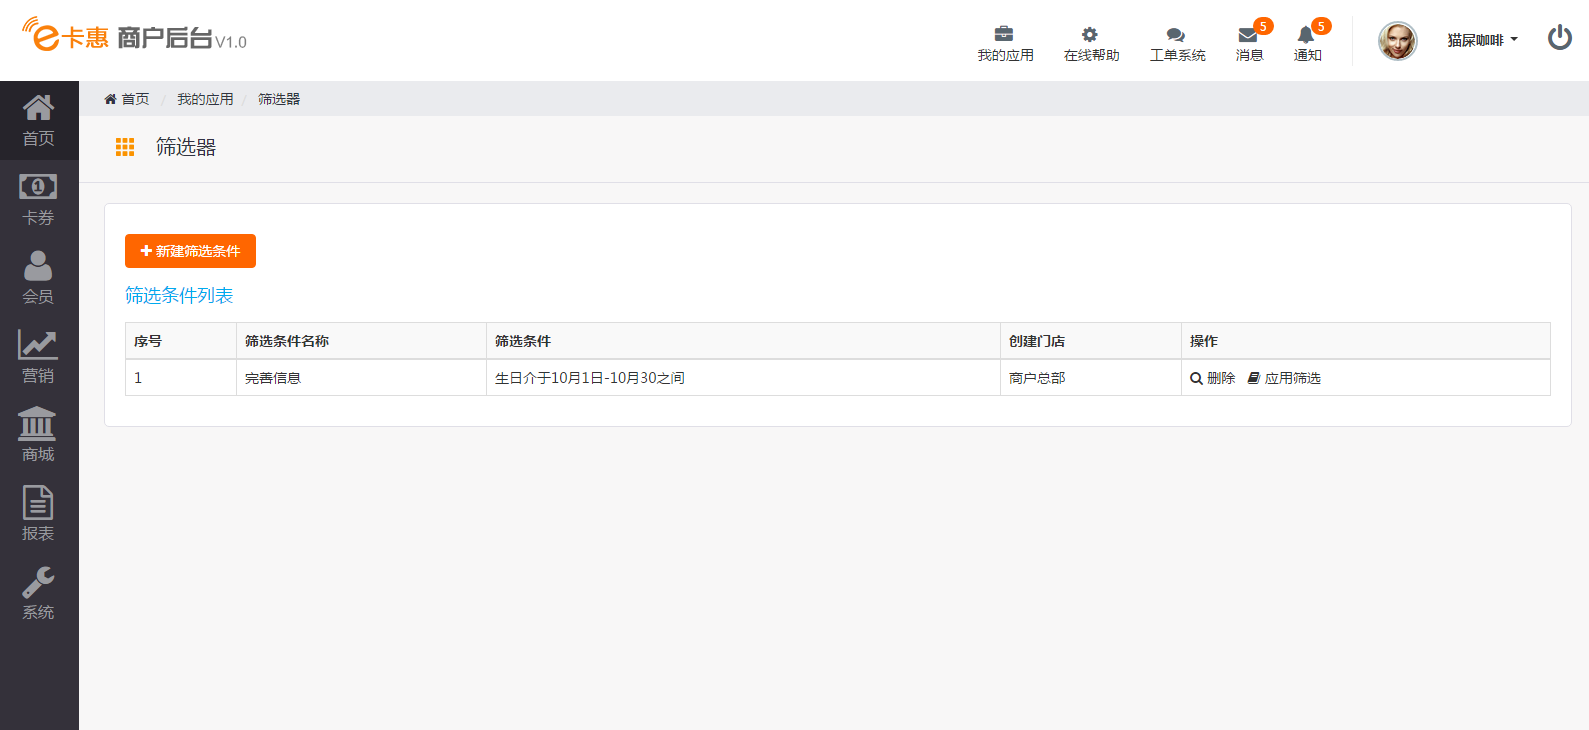 e卡惠 商户后台V1.0
我的应用 在线帮助 工单系统 消息 5 通知 5 猫屎咖啡
首页 / 我的应用 / 筛选器
筛选器
首页
卡券
会员
营销
商城
报表
系统
新建筛选条件
筛选条件列表
序号 筛选条件名称 筛选条件 创建门店 操作
1 完善信息 生日介于10月1日-10月30之间 商户总部 删除 应用筛选